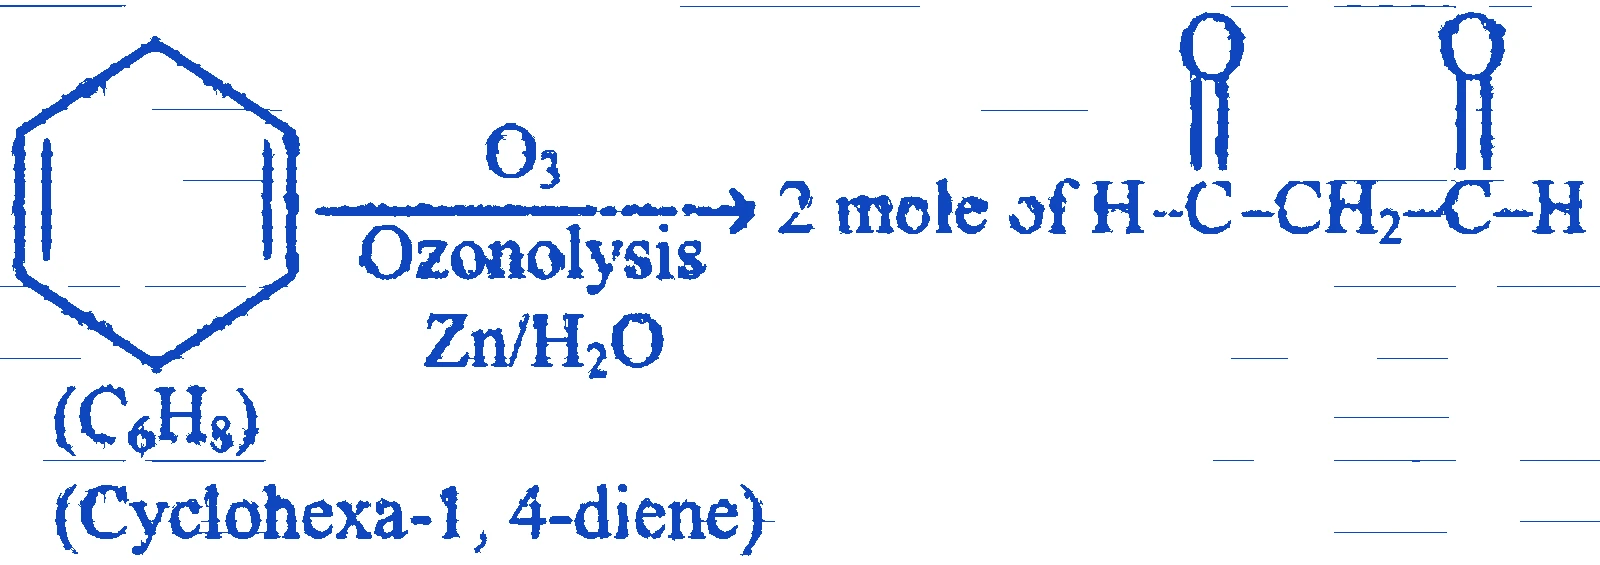 O O
O₃
2 mole of H–C–CH₂–C–H
Ozonolysis
Zn/H₂O
(C₆H₈)
(Cyclohexa-1, 4-diene)